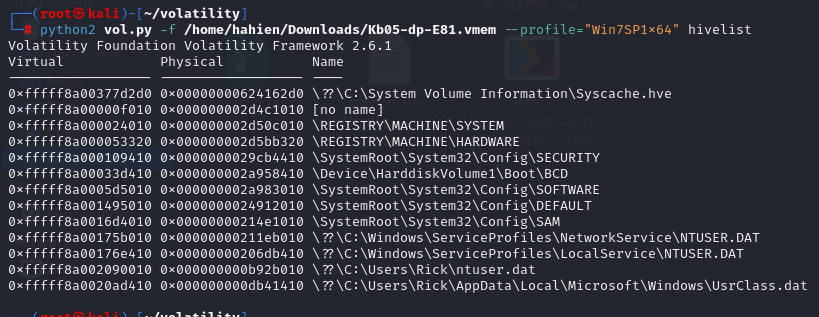 8-012750.raw
┌──(root㉿kali)-[~/volatility]
└─# python2 vol.py -f /home/hahien/Downloads/Kb05-dp-E81.vmem --profile="Win7SP1×64" hivelist
Volatility Foundation Volatility Framework 2.6.1
Virtual            Physical           Name
------------------ ------------------ ----
0×fffff8a00377d2d0 0×00000000624162d0 \??\C:\System Volume Information\Syscache.hve
0×fffff8a00000f010 0×000000002d4c1010 [no name]
0×fffff8a000024010 0×000000002d50c010 \REGISTRY\MACHINE\SYSTEM
0×fffff8a000053320 0×000000002d5bb320 \REGISTRY\MACHINE\HARDWARE
0×fffff8a000109410 0×0000000029cb4410 \SystemRoot\System32\Config\SECURITY
0×fffff8a00033d410 0×000000002a958410 \Device\HarddiskVolume1\Boot\BCD
0×fffff8a0005d5010 0×000000002a983010 \SystemRoot\System32\Config\SOFTWARE
0×fffff8a001495010 0×0000000024912010 \SystemRoot\System32\Config\DEFAULT
0×fffff8a0016d4010 0×00000000214e1010 \SystemRoot\System32\Config\SAM
0×fffff8a00175b010 0×00000000211eb010 \??\C:\Windows\ServiceProfiles\NetworkService\NTUSER.DAT
0×fffff8a00176e410 0×00000000206db410 \??\C:\Windows\ServiceProfiles\LocalService\NTUSER.DAT
0×fffff8a002090010 0×000000000b92b010 \??\C:\Users\Rick\ntuser.dat
0×fffff8a0020ad410 0×000000000db41410 \??\C:\Users\Rick\AppData\Local\Microsoft\Windows\UsrClass.dat
┌──(root㉿kali)-[~/volatility]